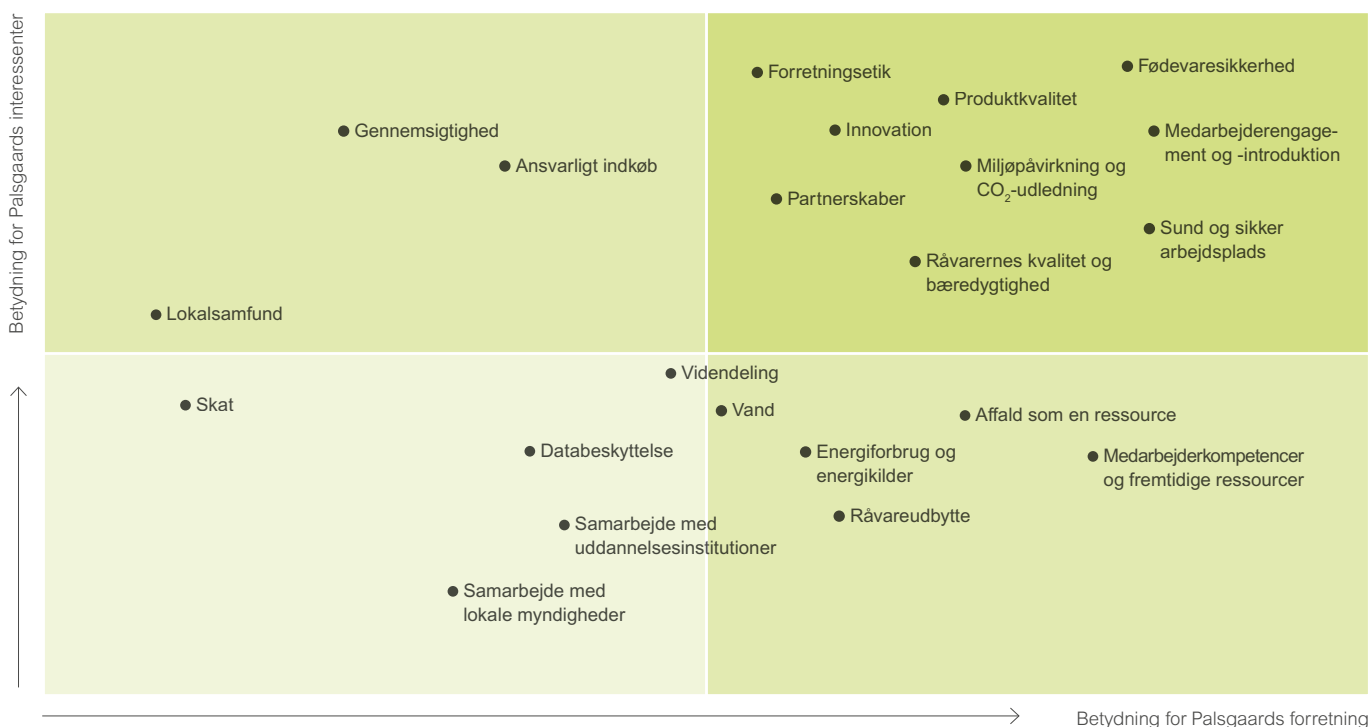 Betydning for Palsgaards interessenter
Forretningsetik
Fødevaresikkerhed
Produktkvalitet
Gennemsigtighed
Innovation
Medarbejderengage-
ment og -introduktion
Ansvarligt indkøb
Miljøpåvirkning og
CO₂-udledning
Partnerskaber
Sund og sikker
arbejdsplads
Råvarernes kvalitet og
bæredygtighed
Lokalsamfund
Videndeling
Skat
Vand
Affald som en ressource
Databeskyttelse
Energiforbrug og
energikilder
Medarbejderkompetencer
og fremtidige ressourcer
Råvareudbytte
Samarbejde med
uddannelsesinstitutioner
Samarbejde med
lokale myndigheder
Betydning for Palsgaards forretning